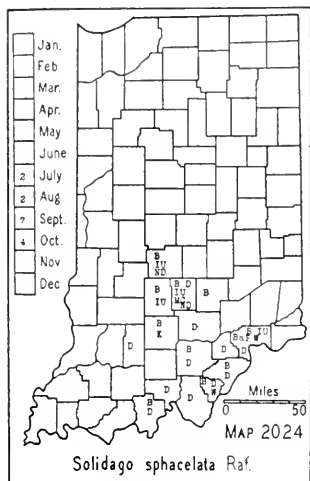 Jan.
Feb
Mar.
Apr.
May
June
2 July
2 Aug
7 Sept.
4 Oct.
Nov
Dec
B
IU
ND
B
IU
B D
IU
MC
ND
B
B
K
D
D
B
D
D
B IU
B
D
D
B D
W
B
D
D
D
Miles
0 50
MAP 2024
Solidago sphacelata Raf.